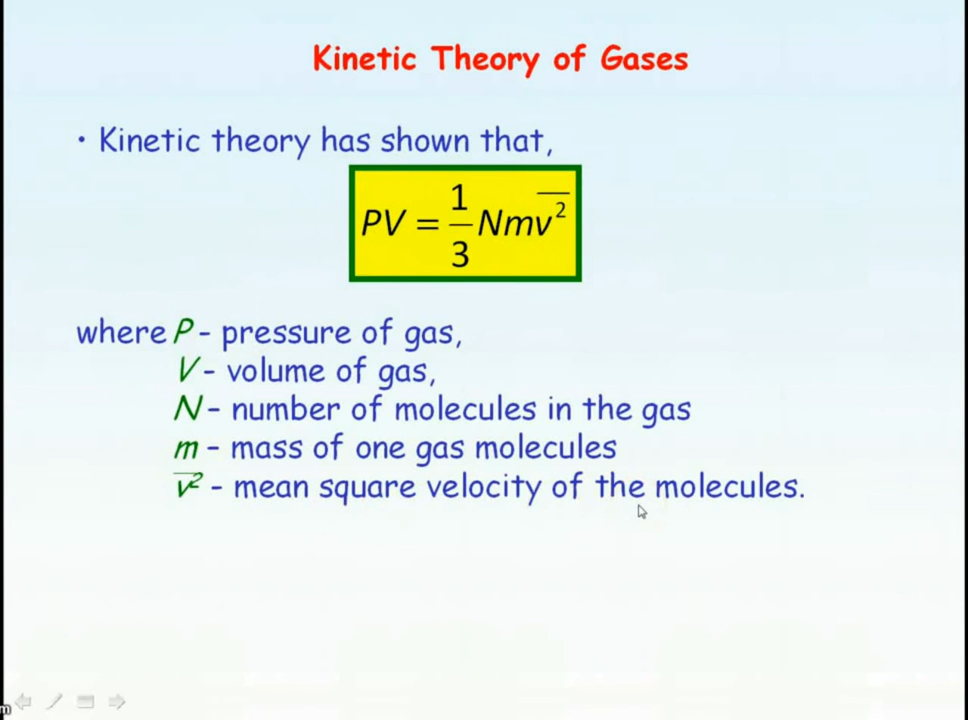 Kinetic Theory of Gases
• Kinetic theory has shown that,
PV = 1/3 Nmv̅²
where P - pressure of gas,
V - volume of gas,
N - number of molecules in the gas
m - mass of one gas molecules
v̅² - mean square velocity of the molecules.
m